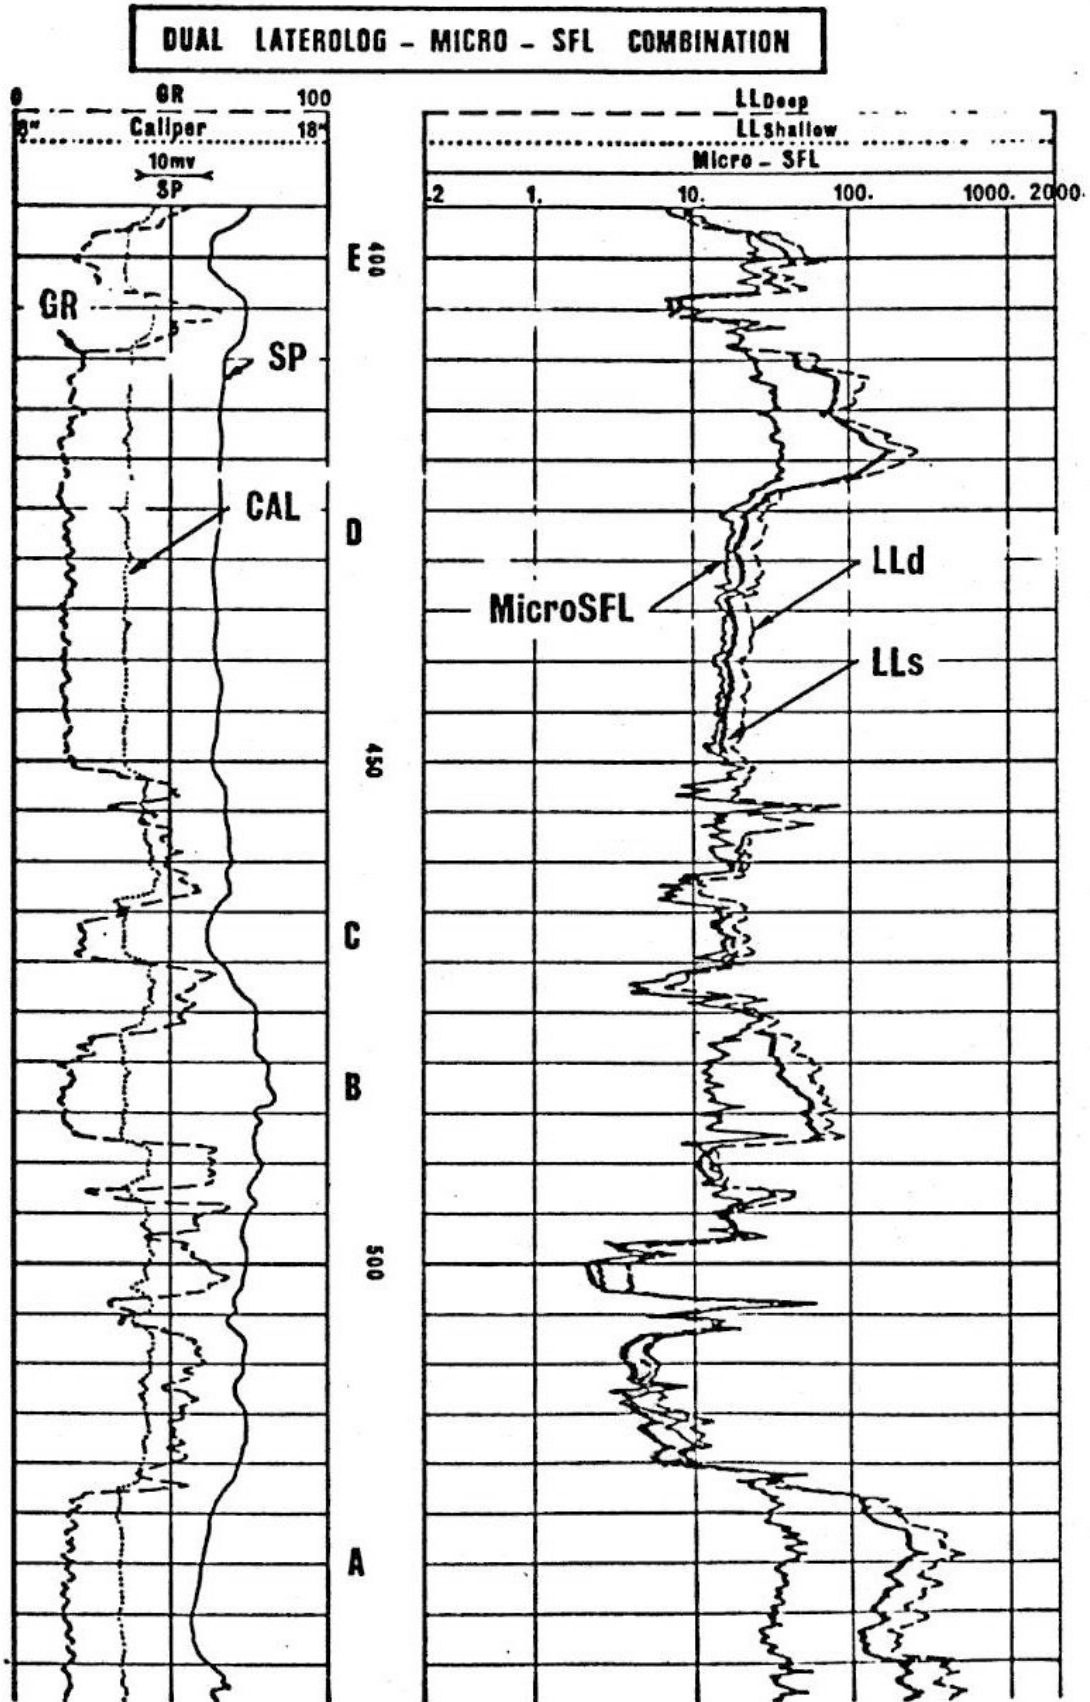 DUAL LATEROLOG - MICRO - SFL COMBINATION
0 GR 100
8" Caliper 18"
10mv
SP
LLDeep
LLshallow
Micro - SFL
.2 1. 10. 100. 1000. 2000.
E 400
GR
SP
CAL
D
LLd
MicroSFL
LLs
450
C
B
500
A